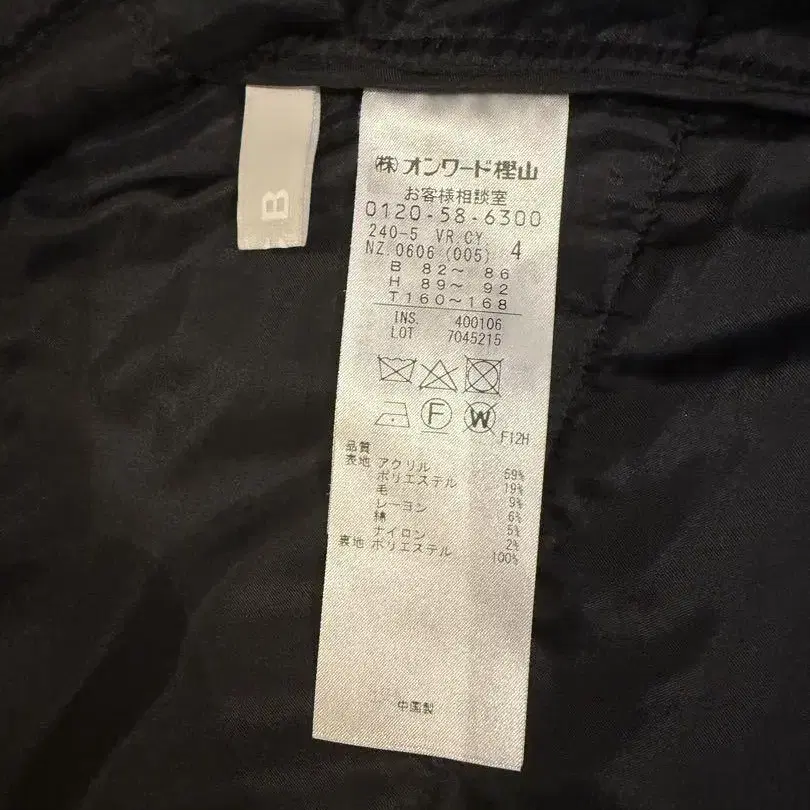 B
(株)オンワード樫山
お客様相談室
0120-58-6300
240-5 VR.CY. 4
NZ.0606 (005)
B 82〜 86
H 89〜 92
T160〜168
INS. 400106
LOT 7045215
F W
F12H
品質
表地 アクリル 59%
ポリエステル 19%
毛 9%
レーヨン 6%
綿 5%
ナイロン 2%
裏地 ポリエステル 100%
中国製